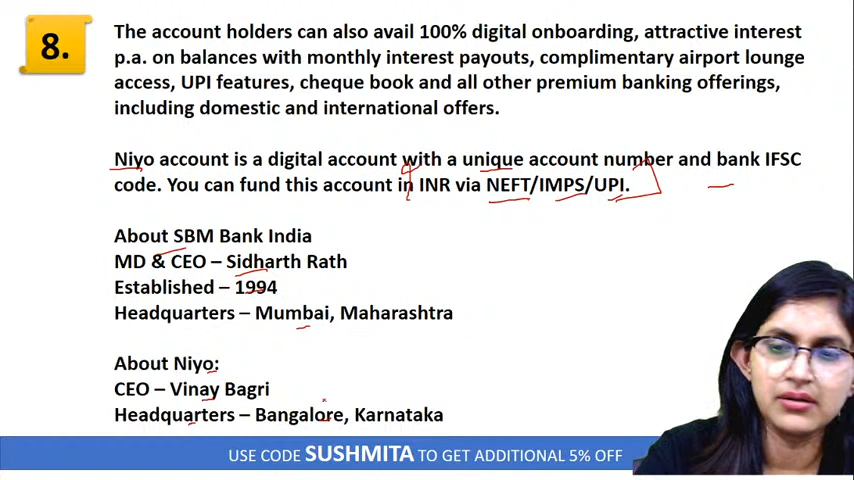 8.
The account holders can also avail 100% digital onboarding, attractive interest
p.a. on balances with monthly interest payouts, complimentary airport lounge
access, UPI features, cheque book and all other premium banking offerings,
including domestic and international offers.
Niyo account is a digital account with a unique account number and bank IFSC
code. You can fund this account in INR via NEFT/IMPS/UPI.
About SBM Bank India
MD & CEO – Sidharth Rath
Established – 1994
Headquarters – Mumbai, Maharashtra
About Niyo:
CEO – Vinay Bagri
Headquarters – Bangalore, Karnataka
USE CODE SUSHMITA TO GET ADDITIONAL 5% OFF